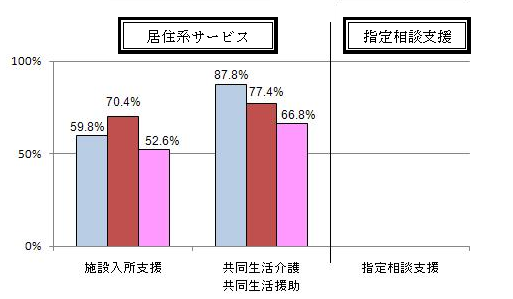 居住系サービス
指定相談支援
100%
50%
0%
59.8%
70.4%
52.6%
87.8%
77.4%
66.8%
施設入所支援
共同生活介護
共同生活援助
指定相談支援